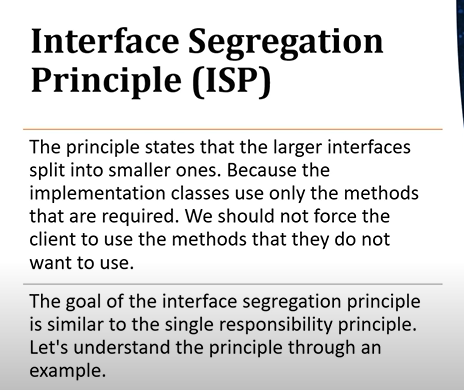 Interface Segregation
Principle (ISP)
The principle states that the larger interfaces
split into smaller ones. Because the
implementation classes use only the methods
that are required. We should not force the
client to use the methods that they do not
want to use.
The goal of the interface segregation principle
is similar to the single responsibility principle.
Let's understand the principle through an
example.